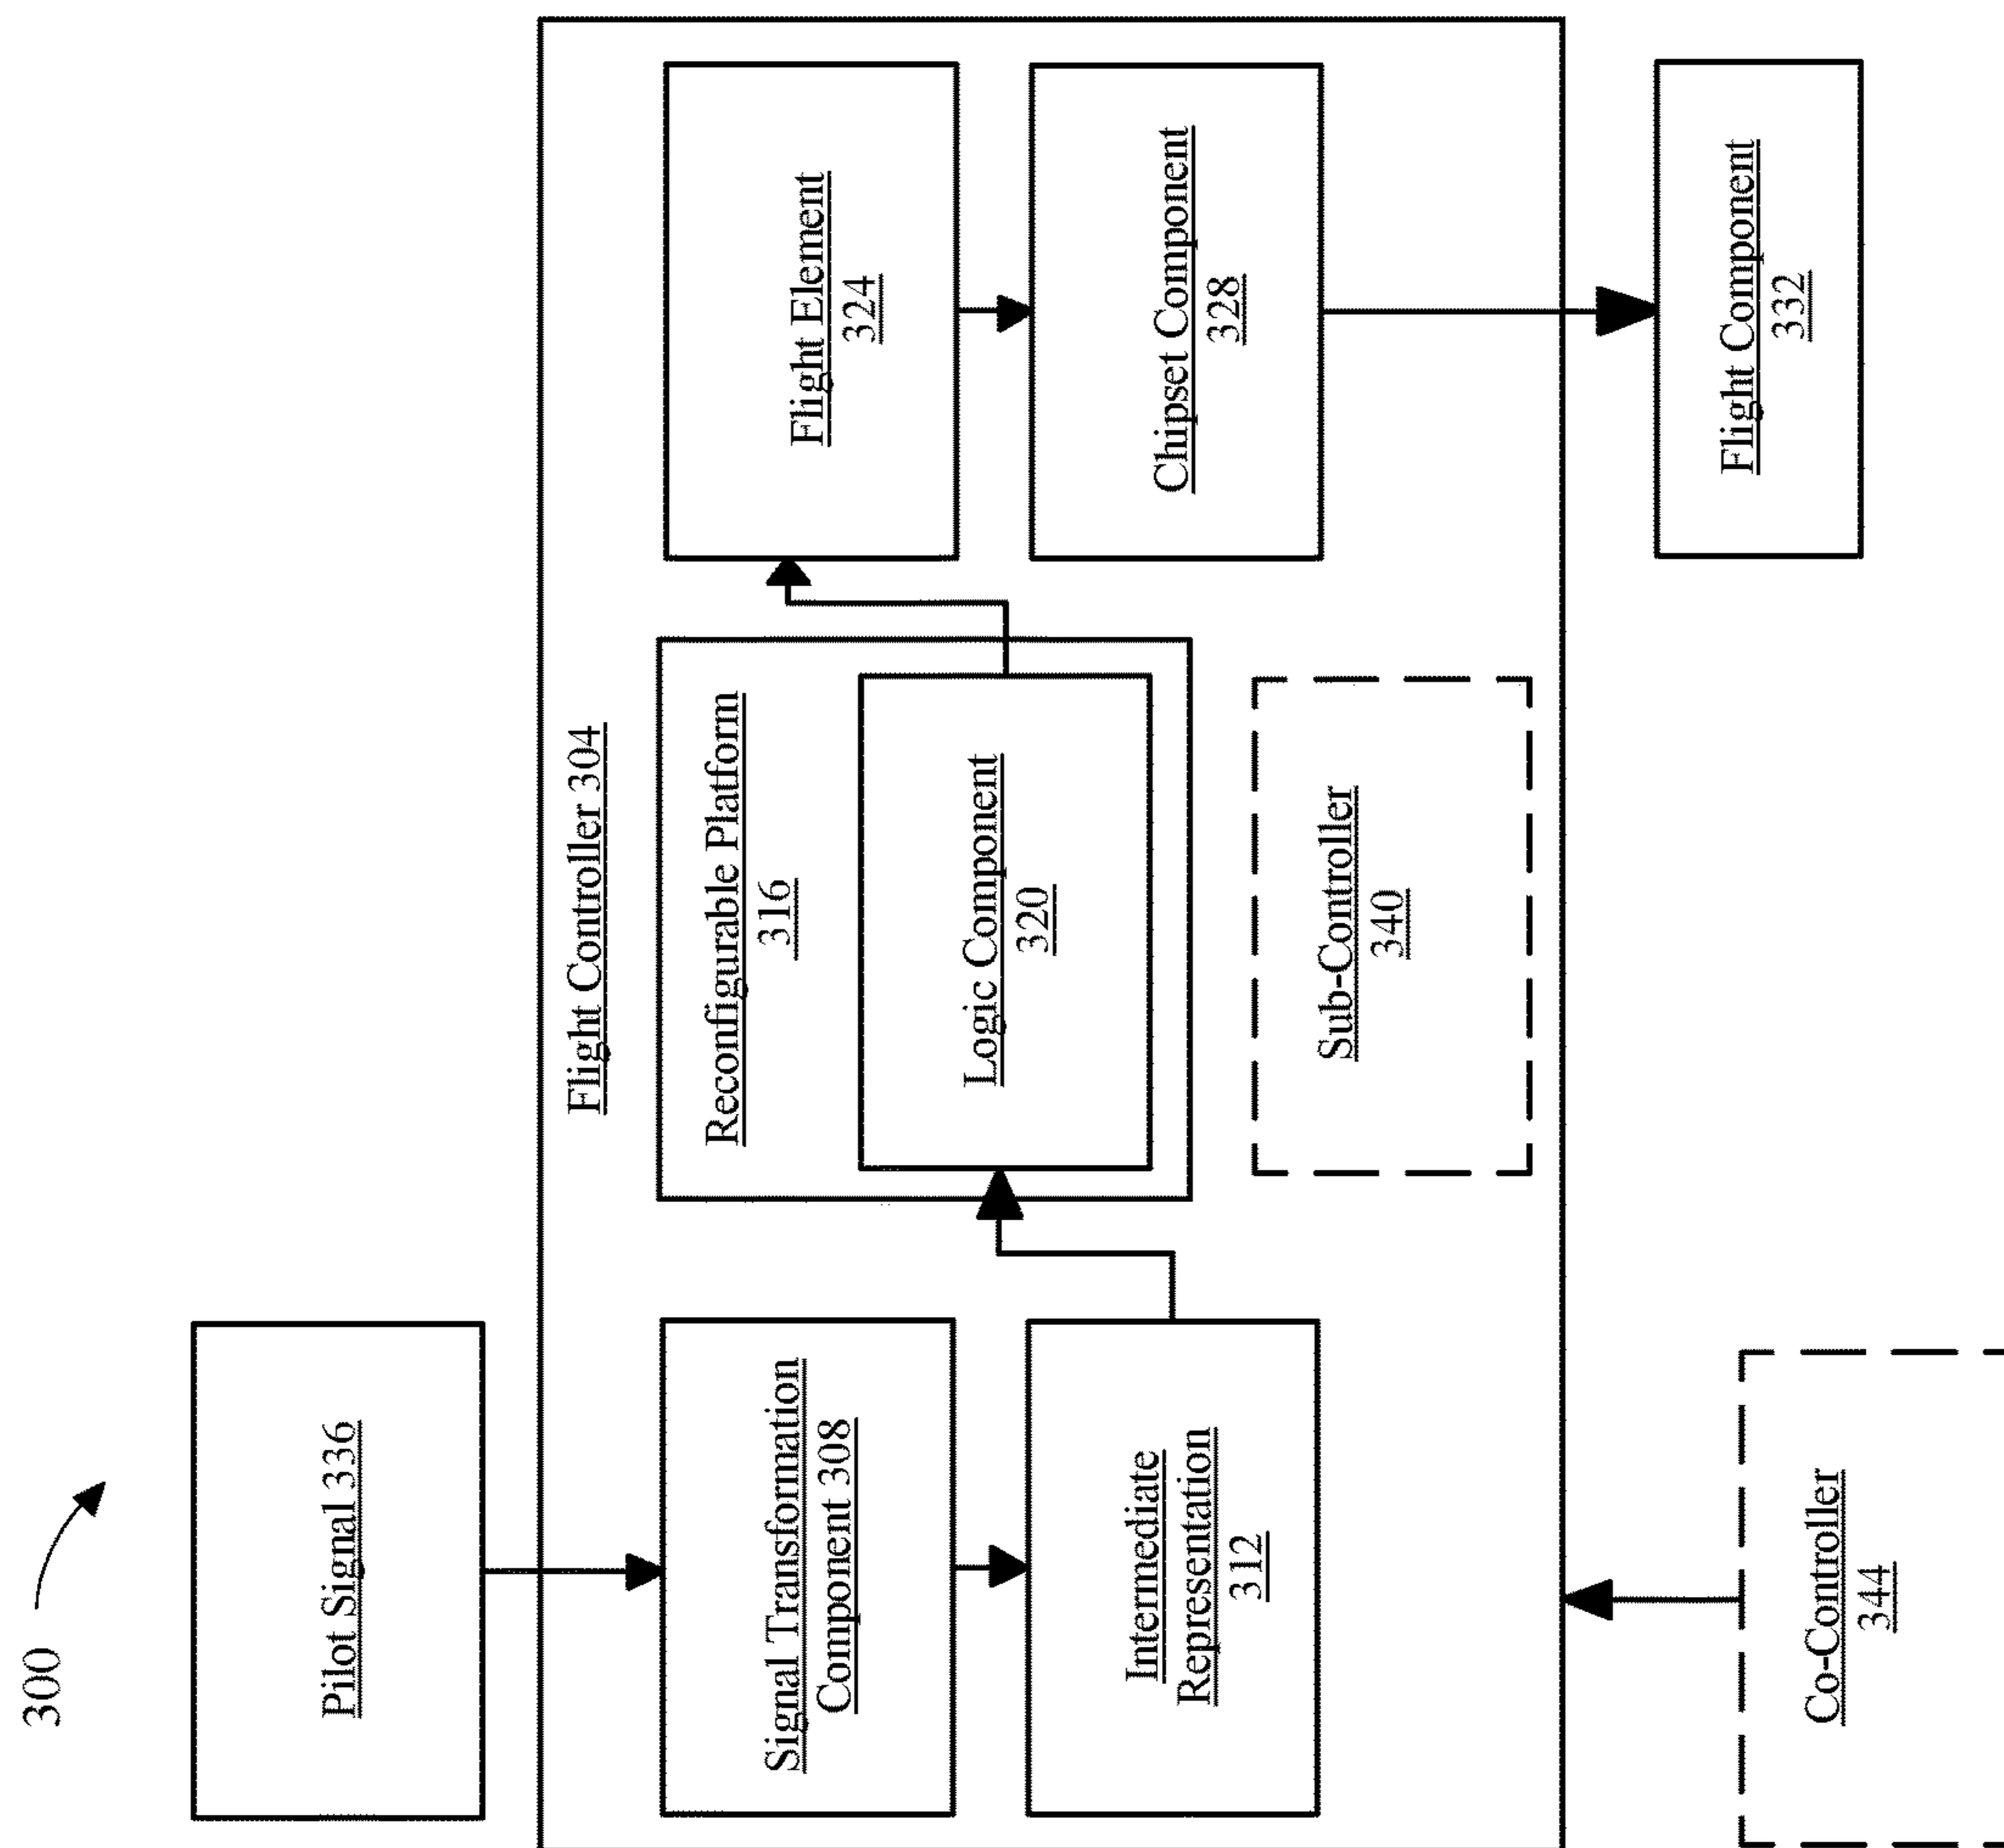 300
Pilot Signal 336
Flight Controller 304
Signal Transformation
Component 308
Intermediate
Representation
312
Reconfigurable Platform
316
Logic Component
320
Sub-Controller
340
Flight Element
324
Chipset Component
328
Co-Controller
344
Flight Component
332